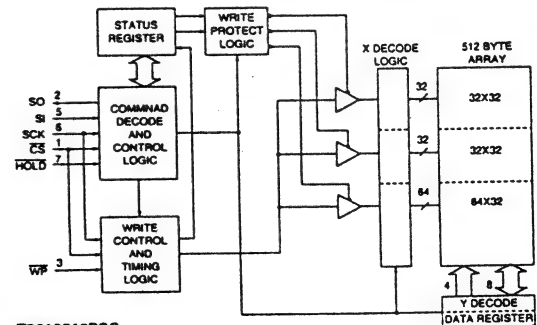 STATUS REGISTER
WRITE PROTECT LOGIC
X DECODE LOGIC
512 BYTE ARRAY
SO 2
SI 5
SCK 6
CS 1
HOLD 7
COMMNAD DECODE AND CONTROL LOGIC
32
32X32
32
32X32
64
64X32
WRITE CONTROL AND TIMING LOGIC
WP 3
4
8
Y DECODE
DATA REGISTER